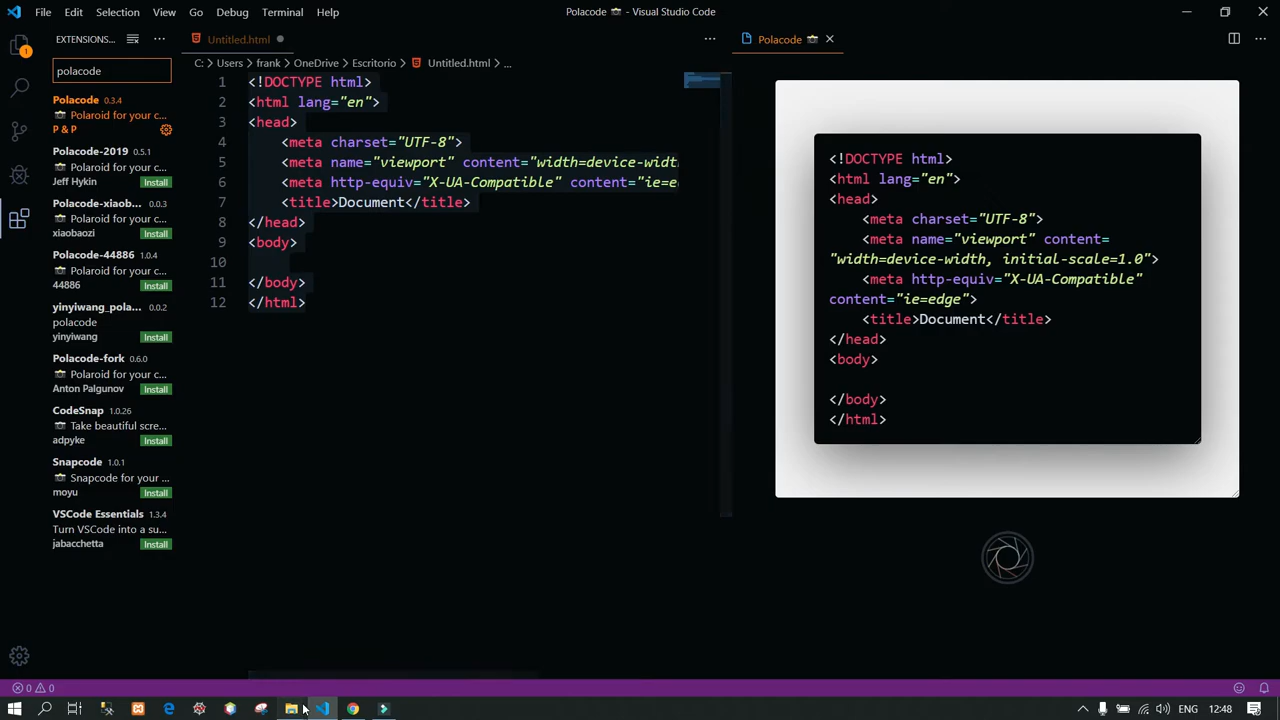 File Edit Selection View Go Debug Terminal Help
Polacode - Visual Studio Code
EXTENSIONS...
polacode
Polacode 0.3.4
Polaroid for your c...
P & P
Polacode-2019 0.5.1
Polaroid for your c...
Jeff Hykin Install
Polacode-xiaob... 0.0.3
Polaroid for your c...
xiaobaozi Install
Polacode-44886 1.0.4
Polaroid for your c...
44886 Install
yinyiwang_pola... 0.0.2
polacode
yinyiwang Install
Polacode-fork 0.6.0
Polaroid for your c...
Anton Palgunov Install
CodeSnap 1.0.26
Take beautiful scre...
adpyke Install
Snapcode 1.0.1
Snapcode for your ...
moyu Install
VSCode Essentials 1.3.4
Turn VSCode into a su...
jabacchetta Install
Untitled.html
C: > Users > frank > OneDrive > Escritorio > Untitled.html > ...
1 <!DOCTYPE html>
2 <html lang="en">
3 <head>
4 <meta charset="UTF-8">
5 <meta name="viewport" content="width=device-widt
6 <meta http-equiv="X-UA-Compatible" content="ie=e
7 <title>Document</title>
8 </head>
9 <body>
10
11 </body>
12 </html>
Polacode
<!DOCTYPE html>
<html lang="en">
<head>
<meta charset="UTF-8">
<meta name="viewport" content=
"width=device-width, initial-scale=1.0">
<meta http-equiv="X-UA-Compatible"
content="ie=edge">
<title>Document</title>
</head>
<body>
</body>
</html>
1
0 0
ENG 12:48